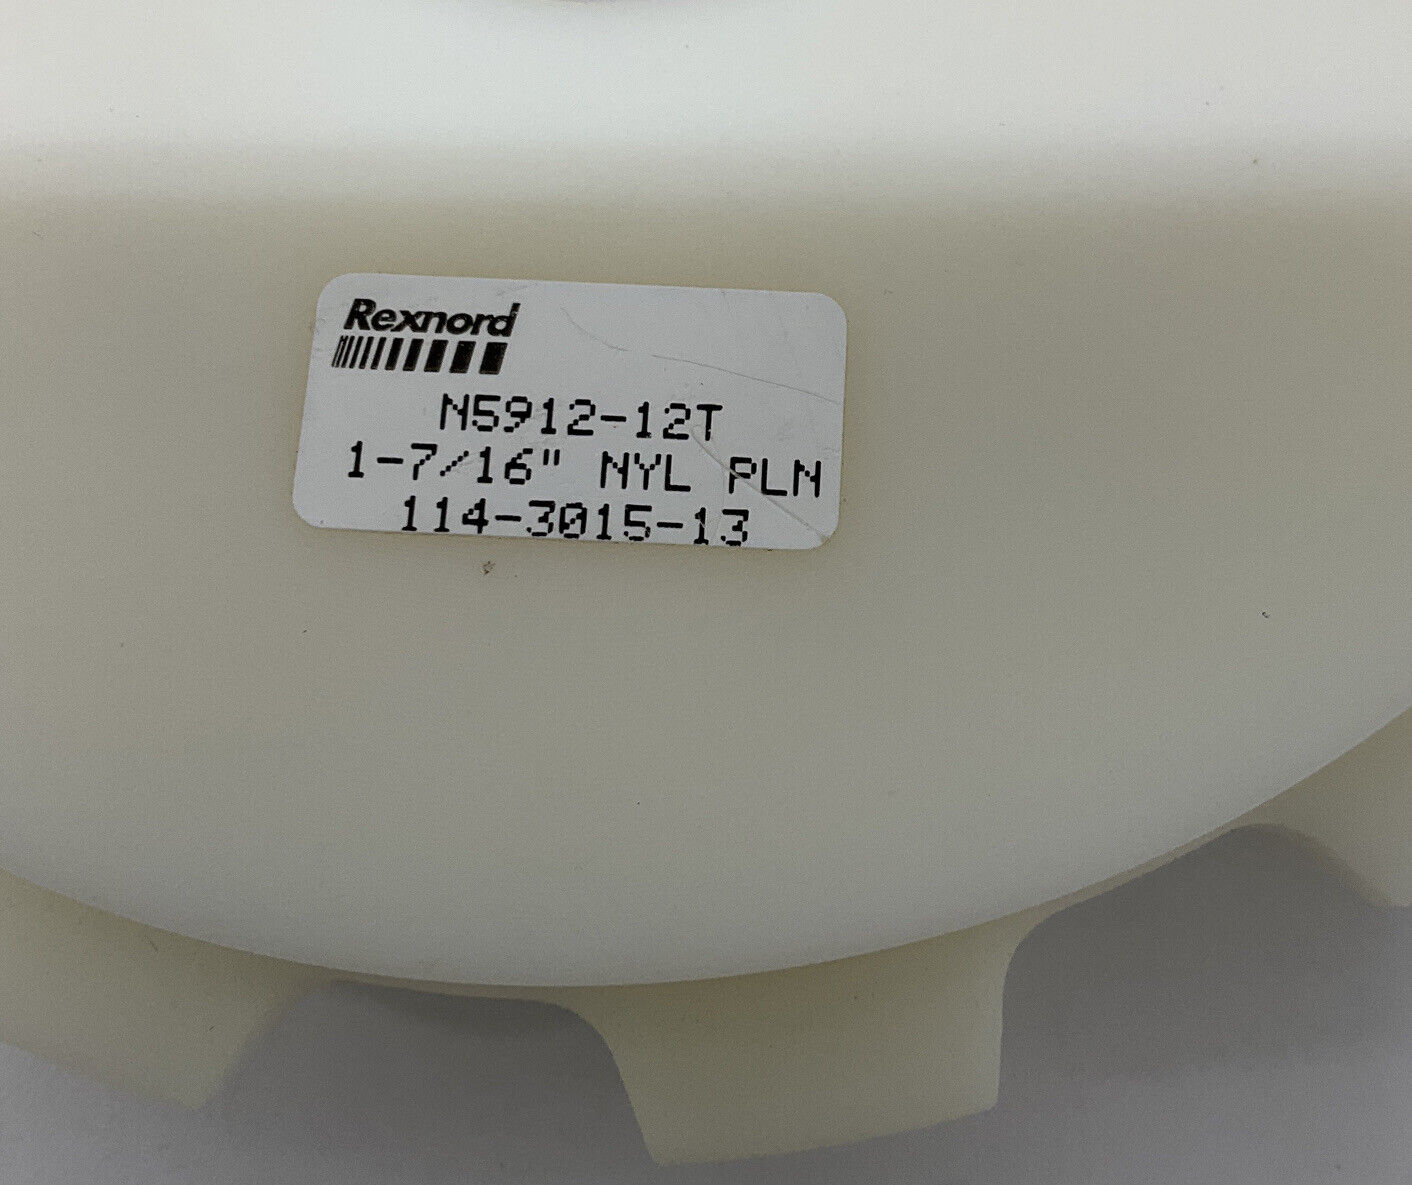 Rexnord
N5912-12T
1-7/16" NYL PLN
114-3015-13